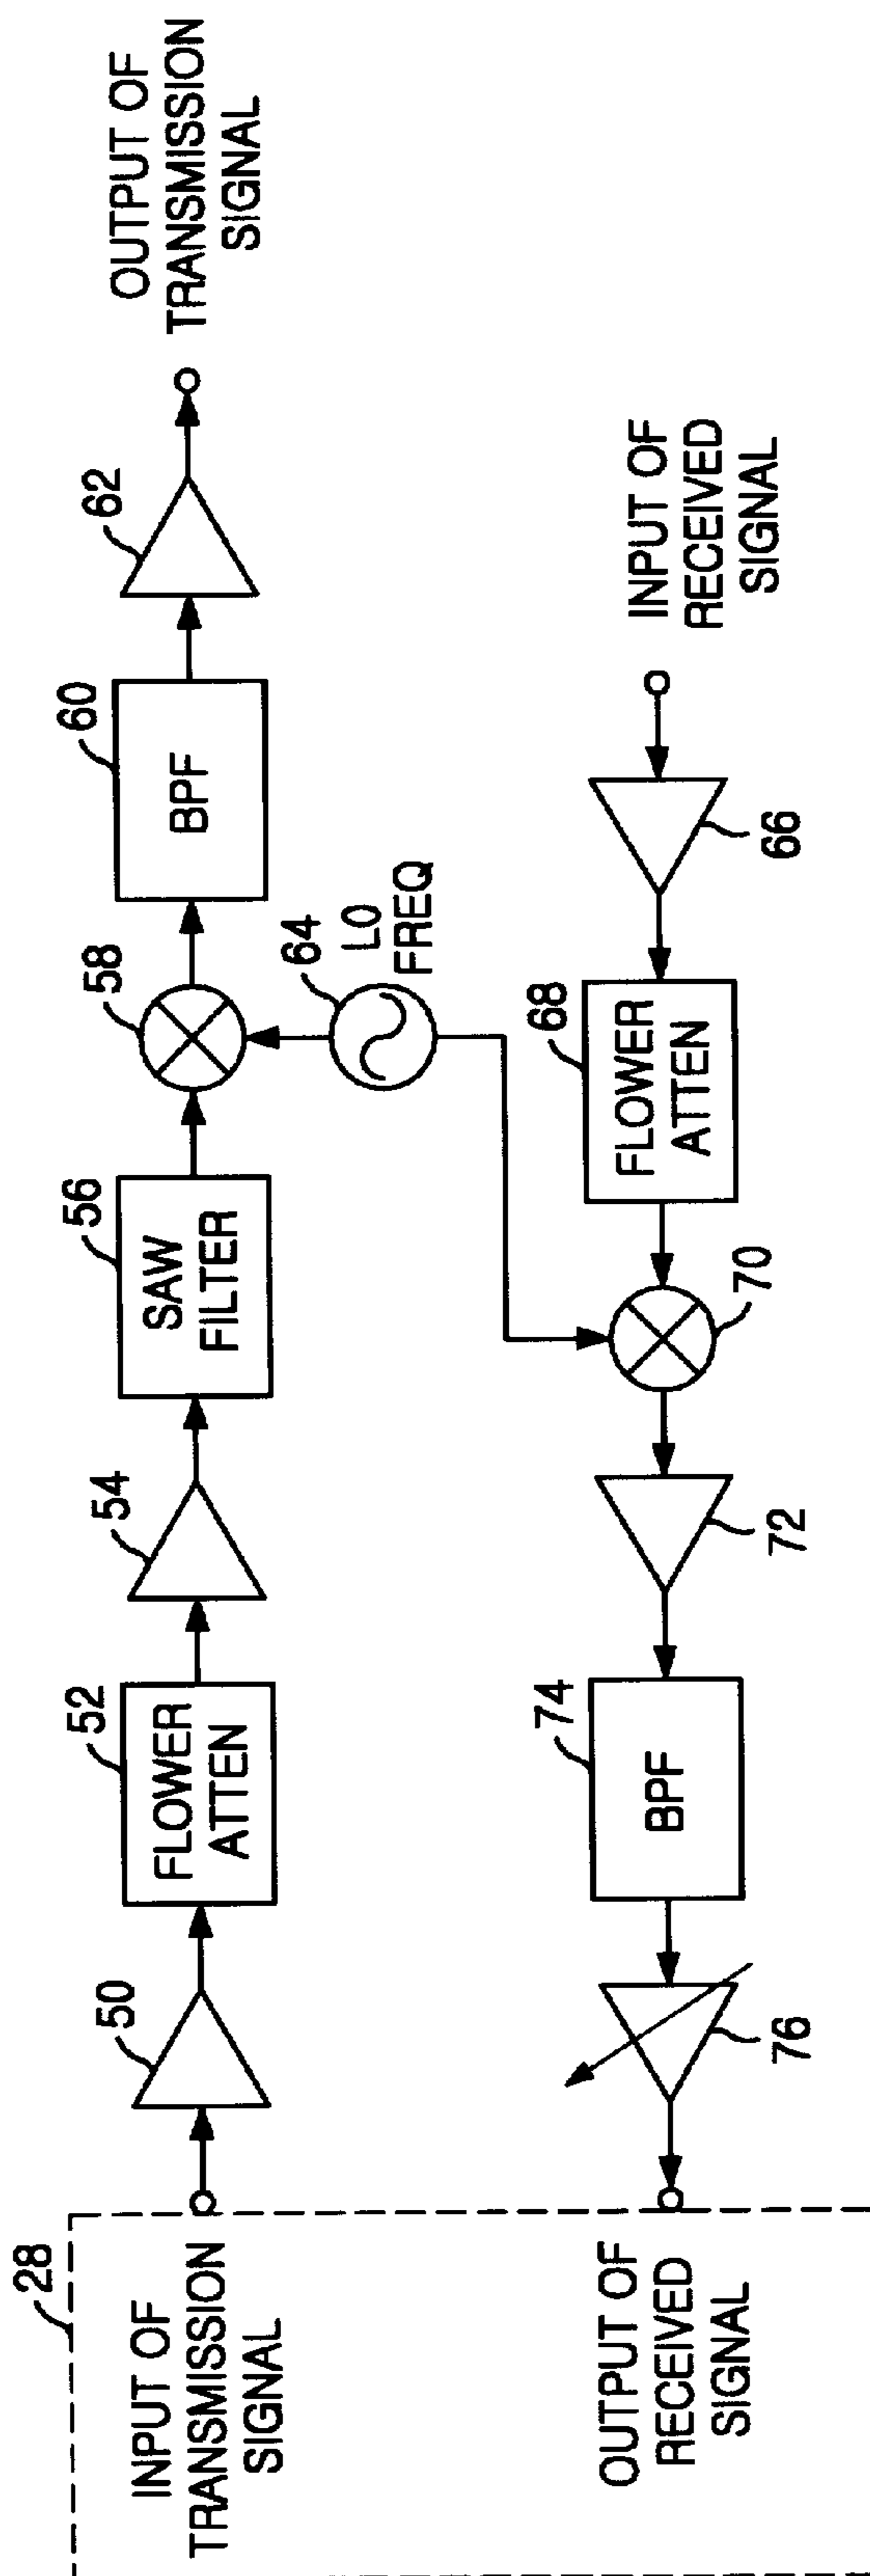 28
INPUT OF
TRANSMISSION
SIGNAL
50
52
FLOWER
ATTEN
54
56
SAW
FILTER
58
60
BPF
62
OUTPUT OF
TRANSMISSION
SIGNAL
64
LO
FREQ
OUTPUT OF
RECEIVED
SIGNAL
76
74
BPF
72
70
68
FLOWER
ATTEN
66
INPUT OF
RECEIVED
SIGNAL